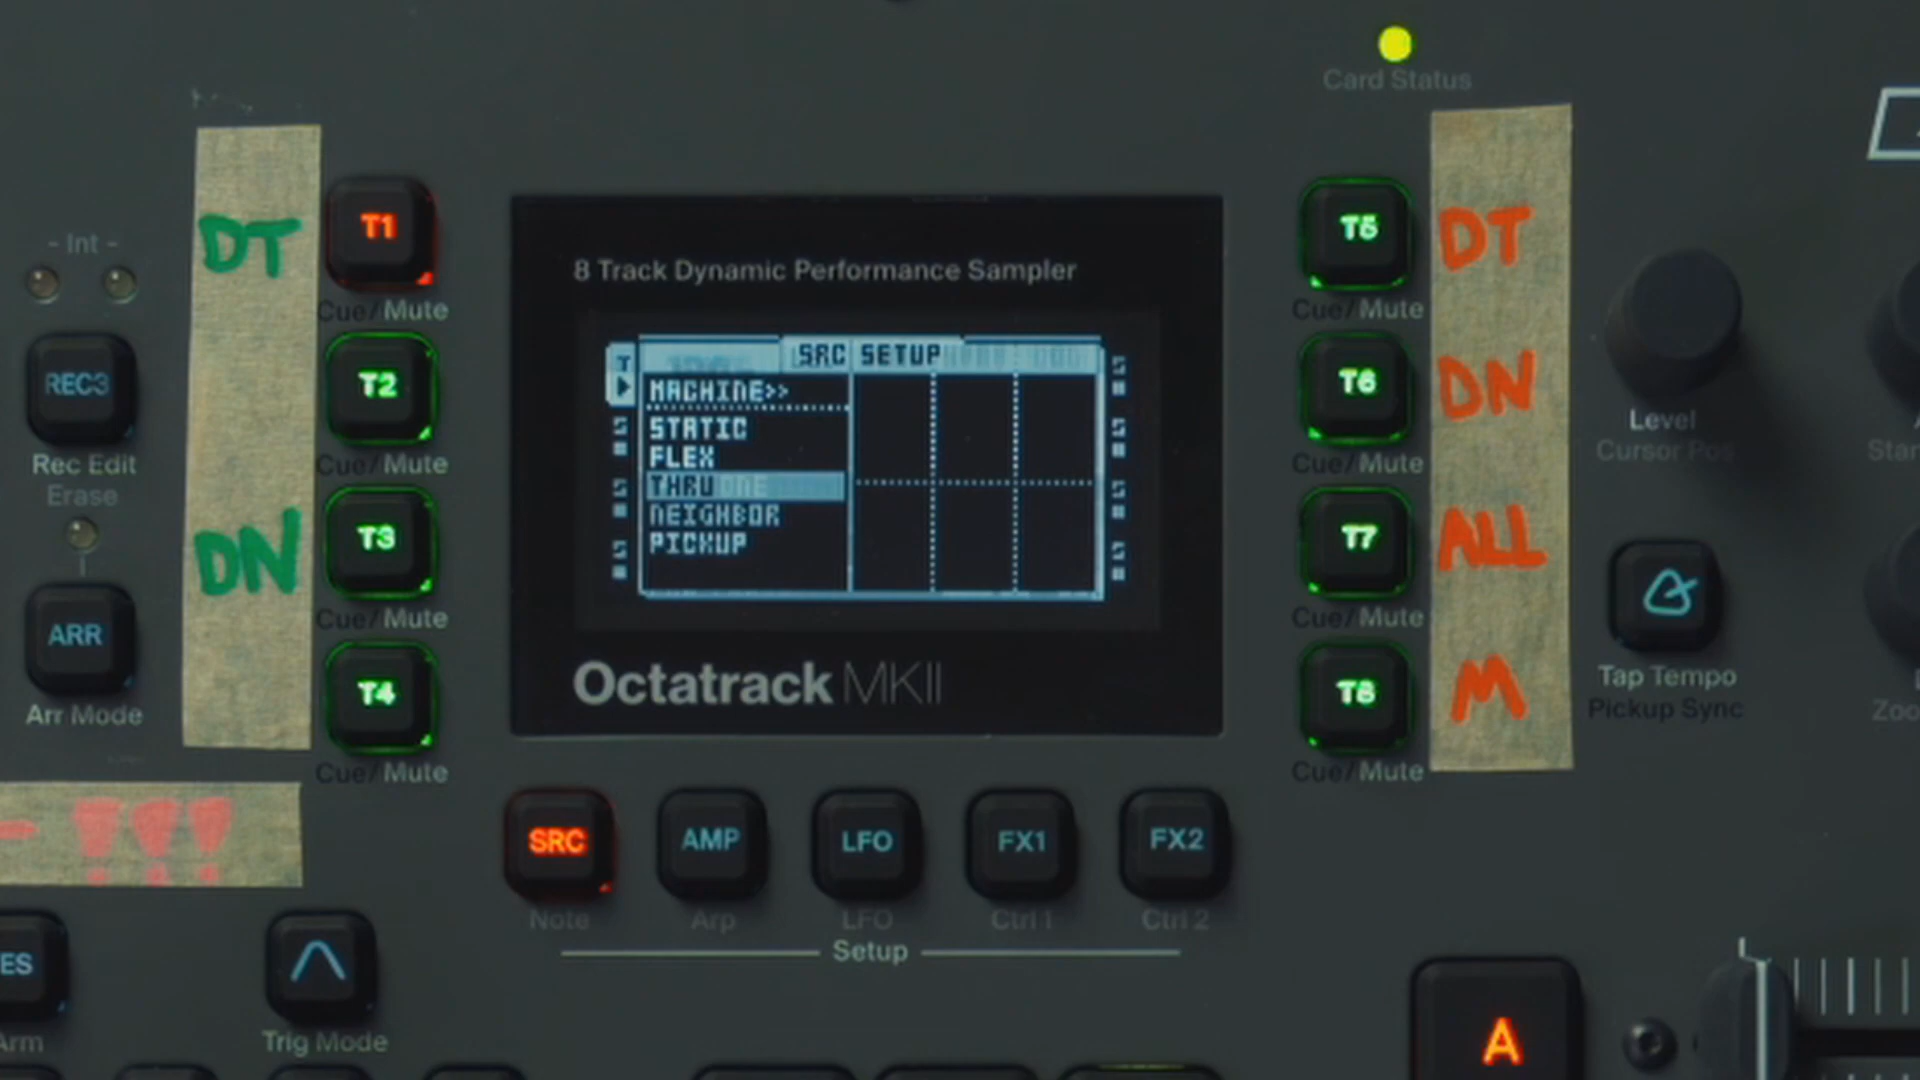 Card Status
- Int -
DT
T1
Cue/Mute
T5
Cue/Mute
DT
8 Track Dynamic Performance Sampler
SRC SETUP
MACHINE>>
STATIC
FLEX
THRU
NEIGHBOR
PICKUP
REC3
Rec Edit
Erase
T2
Cue/Mute
T6
Cue/Mute
DN
Level
Cursor Pos
DN
T3
Cue/Mute
T7
Cue/Mute
ALL
ARR
Arr Mode
T4
Cue/Mute
T8
Cue/Mute
M
Tap Tempo
Pickup Sync
Octatrack MKII
- !!!
SRC
AMP
LFO
FX1
FX2
Note
Arp
LFO
Ctrl 1
Ctrl 2
Setup
Trig Mode
A